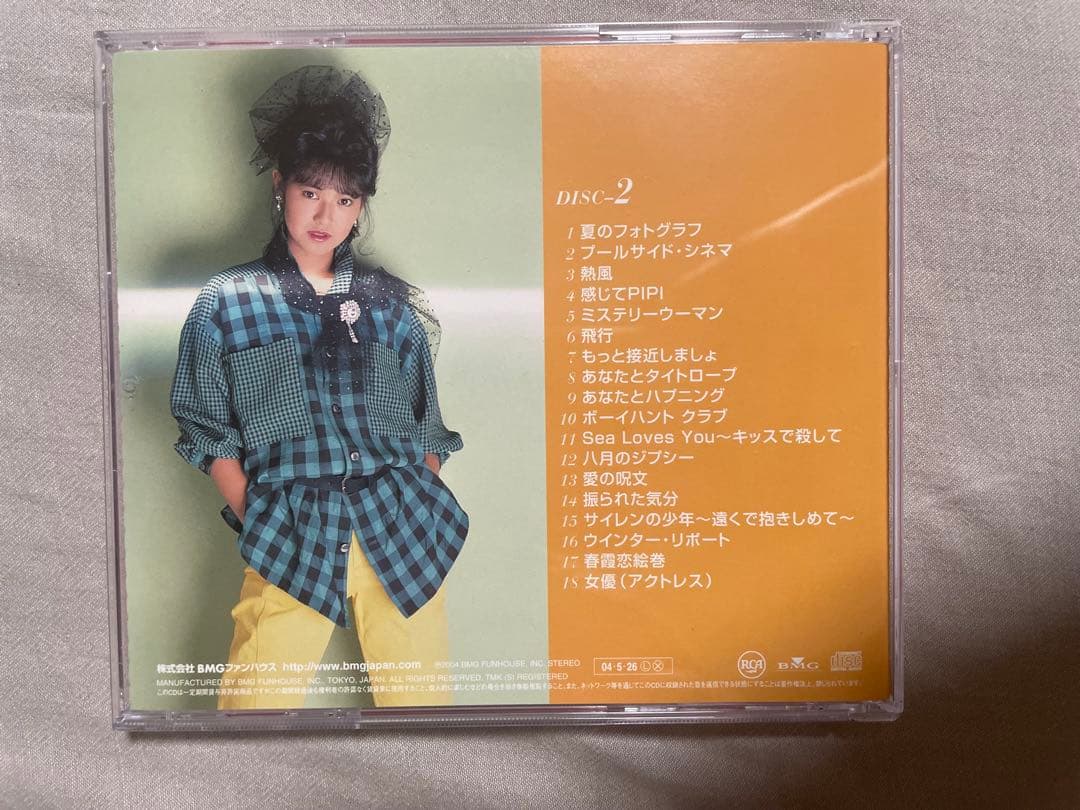 DISC-2
1 夏のフォトグラフ
2 プールサイド・シネマ
3 熱風
4 感じてPIPI
5 ミステリーウーマン
6 飛行
7 もっと接近しましょ
8 あなたとタイトロープ
9 あなたとハプニング
10 ボーイハント クラブ
11 Sea Loves You〜キッスで殺して
12 八月のジプシー
13 愛の呪文
14 振られた気分
15 サイレンの少年〜遠くで抱きしめて〜
16 ウインター・リポート
17 春霞恋絵巻
18 女優（アクトレス）
株式会社 BMGファンハウス http://www.bmgjapan.com ℗2004 BMG FUNHOUSE, INC. STEREO 04・5・26 Ⓛ Ⓧ RCA BMG disc
MANUFACTURED BY BMG FUNHOUSE, INC., TOKYO, JAPAN. ALL RIGHTS RESERVED. TMK (S) REGISTERED